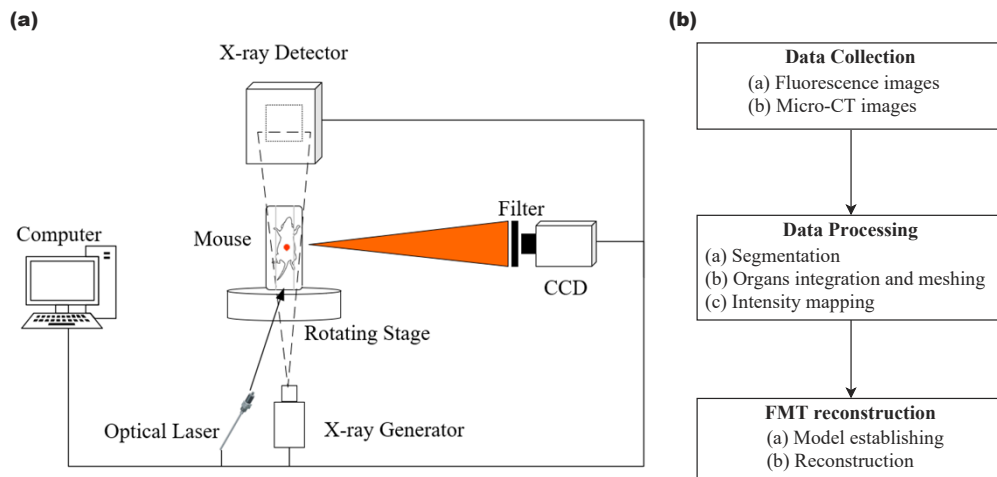 (a)
X-ray Detector
Filter
Computer
Mouse
CCD
Rotating Stage
Optical Laser
X-ray Generator
(b)
Data Collection
(a) Fluorescence images
(b) Micro-CT images
Data Processing
(a) Segmentation
(b) Organs integration and meshing
(c) Intensity mapping
FMT reconstruction
(a) Model establishing
(b) Reconstruction